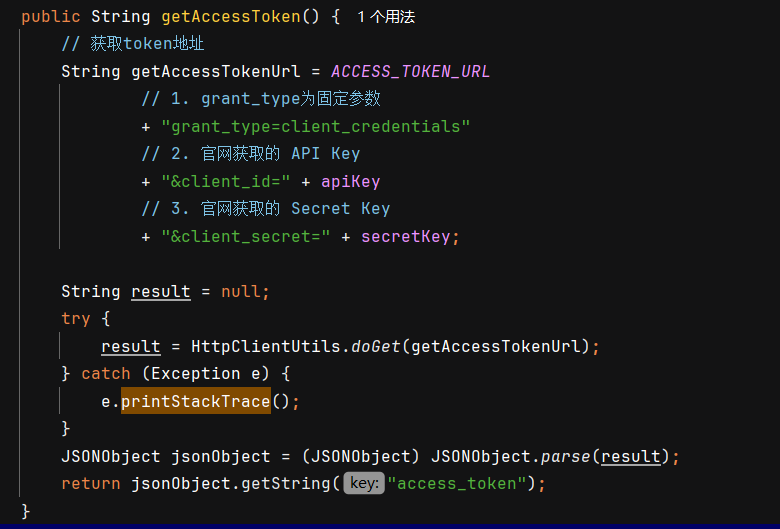 public String getAccessToken() { 1 个用法
// 获取token地址
String getAccessTokenUrl = ACCESS_TOKEN_URL
// 1. grant_type为固定参数
+ "grant_type=client_credentials"
// 2. 官网获取的 API Key
+ "&client_id=" + apiKey
// 3. 官网获取的 Secret Key
+ "&client_secret=" + secretKey;
String result = null;
try {
result = HttpClientUtils.doGet(getAccessTokenUrl);
} catch (Exception e) {
e.printStackTrace();
}
JSONObject jsonObject = (JSONObject) JSONObject.parse(result);
return jsonObject.getString( key: "access_token");
}